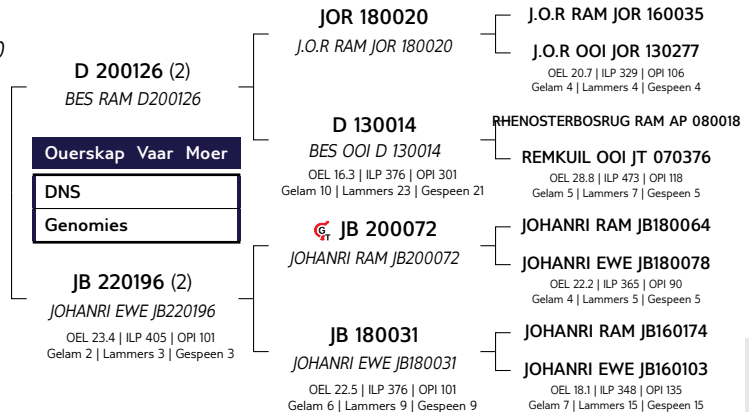 D 200126 (2)
BES RAM D200126
Ouerskap Vaar Moer
DNS
Genomies
JB 220196 (2)
JOHANRI EWE JB220196
OEL 23.4 | ILP 405 | OPI 101
Gelam 2 | Lammers 3 | Gespeen 3
JOR 180020
J.O.R RAM JOR 180020
D 130014
BES OOI D 130014
OEL 16.3 | ILP 376 | OPI 301
Gelam 10 | Lammers 23 | Gespeen 21
GT JB 200072
JOHANRI RAM JB200072
JB 180031
JOHANRI EWE JB180031
OEL 22.5 | ILP 376 | OPI 101
Gelam 6 | Lammers 9 | Gespeen 9
J.O.R RAM JOR 160035
J.O.R OOI JOR 130277
OEL 20.7 | ILP 329 | OPI 106
Gelam 4 | Lammers 4 | Gespeen 4
RHENOSTERBOSRUG RAM AP 080018
REMKUIL OOI JT 070376
OEL 28.8 | ILP 473 | OPI 118
Gelam 5 | Lammers 7 | Gespeen 5
JOHANRI RAM JB180064
JOHANRI EWE JB180078
OEL 22.2 | ILP 365 | OPI 90
Gelam 4 | Lammers 5 | Gespeen 5
JOHANRI RAM JB160174
JOHANRI EWE JB160103
OEL 18.1 | ILP 348 | OPI 135
Gelam 7 | Lammers 15 | Gespeen 15